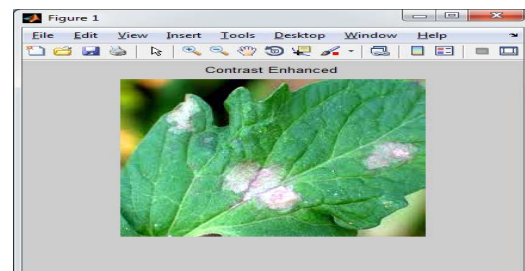 Figure 1
File Edit View Insert Tools Desktop Window Help
Contrast Enhanced